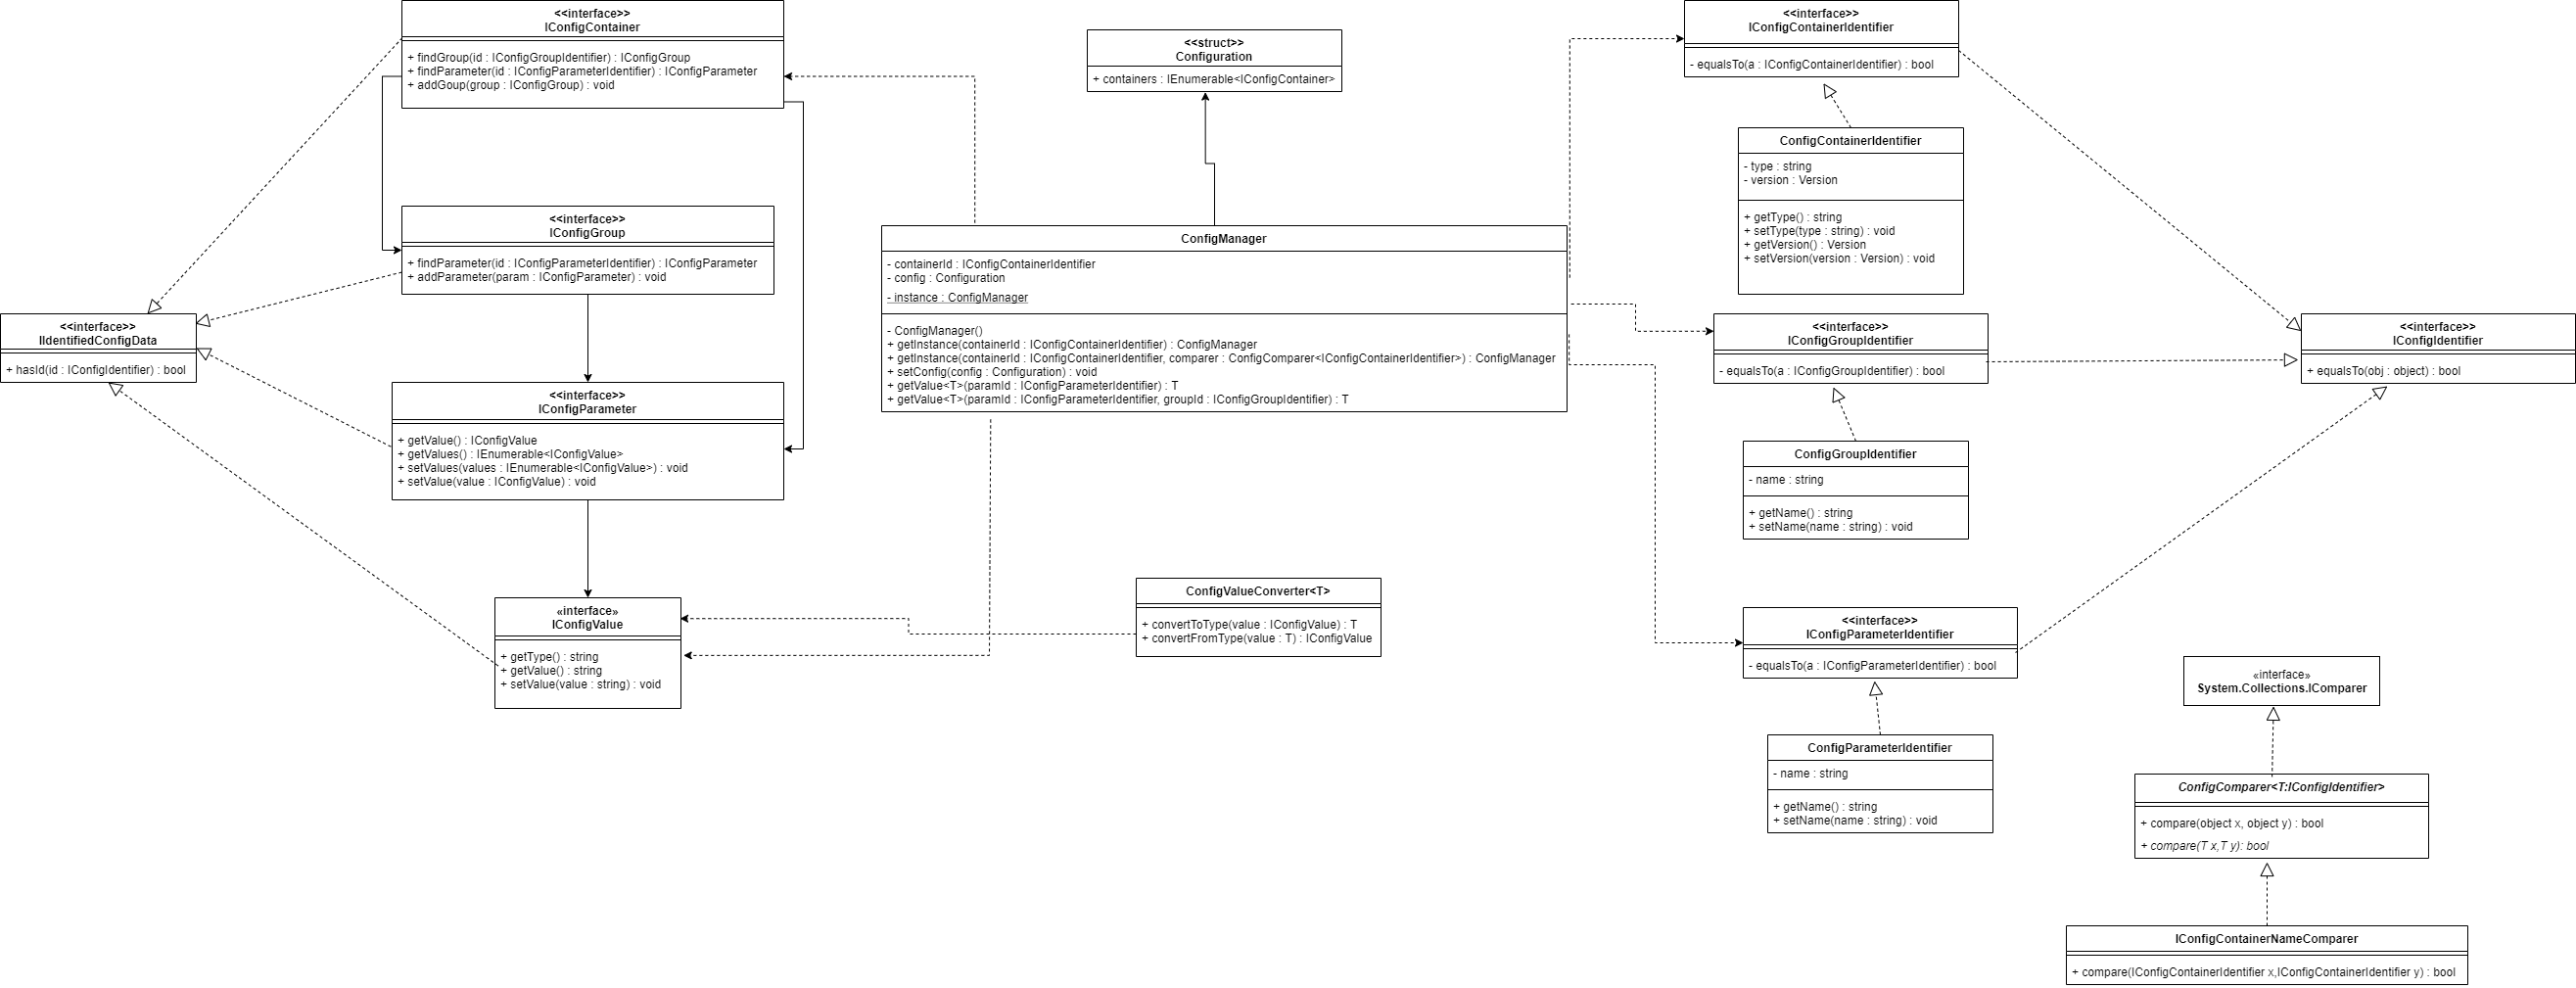 <<interface>>
IConfigContainer
+ findGroup(id : IConfigGroupIdentifier) : IConfigGroup
+ findParameter(id : IConfigParameterIdentifier) : IConfigParameter
+ addGoup(group : IConfigGroup) : void
<<struct>>
Configuration
+ containers : IEnumerable<IConfigContainer>
<<interface>>
IConfigContainerIdentifier
- equalsTo(a : IConfigContainerIdentifier) : bool
ConfigContainerIdentifier
- type : string
- version : Version
+ getType() : string
+ setType(type : string) : void
+ getVersion() : Version
+ setVersion(version : Version) : void
<<interface>>
IConfigGroup
+ findParameter(id : IConfigParameterIdentifier) : IConfigParameter
+ addParameter(param : IConfigParameter) : void
ConfigManager
- containerId : IConfigContainerIdentifier
- config : Configuration
- instance : ConfigManager
- ConfigManager()
+ getInstance(containerId : IConfigContainerIdentifier) : ConfigManager
+ getInstance(containerId : IConfigContainerIdentifier, comparer : ConfigComparer<IConfigContainerIdentifier>) : ConfigManager
+ setConfig(config : Configuration) : void
+ getValue<T>(paramId : IConfigParameterIdentifier) : T
+ getValue<T>(paramId : IConfigParameterIdentifier, groupId : IConfigGroupIdentifier) : T
<<interface>>
IIdentifiedConfigData
+ hasId(id : IConfigIdentifier) : bool
<<interface>>
IConfigGroupIdentifier
- equalsTo(a : IConfigGroupIdentifier) : bool
<<interface>>
IConfigIdentifier
+ equalsTo(obj : object) : bool
<<interface>>
IConfigParameter
+ getValue() : IConfigValue
+ getValues() : IEnumerable<IConfigValue>
+ setValues(values : IEnumerable<IConfigValue>) : void
+ setValue(value : IConfigValue) : void
ConfigGroupIdentifier
- name : string
+ getName() : string
+ setName(name : string) : void
«interface»
IConfigValue
+ getType() : string
+ getValue() : string
+ setValue(value : string) : void
ConfigValueConverter<T>
+ convertToType(value : IConfigValue) : T
+ convertFromType(value : T) : IConfigValue
<<interface>>
IConfigParameterIdentifier
- equalsTo(a : IConfigParameterIdentifier) : bool
ConfigParameterIdentifier
- name : string
+ getName() : string
+ setName(name : string) : void
«interface»
System.Collections.IComparer
ConfigComparer<T:IConfigIdentifier>
+ compare(object x, object y) : bool
+ compare(T x,T y): bool
IConfigContainerNameComparer
+ compare(IConfigContainerIdentifier x,IConfigContainerIdentifier y) : bool